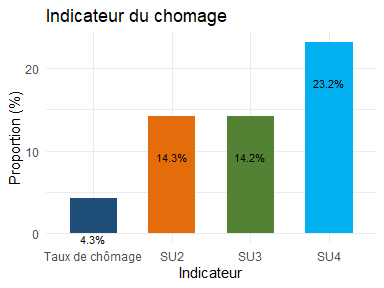 Indicateur du chomage
Proportion (%)
20
10
0
23.2%
14.3%
14.2%
4.3%
Taux de chômage
SU2
SU3
SU4
Indicateur